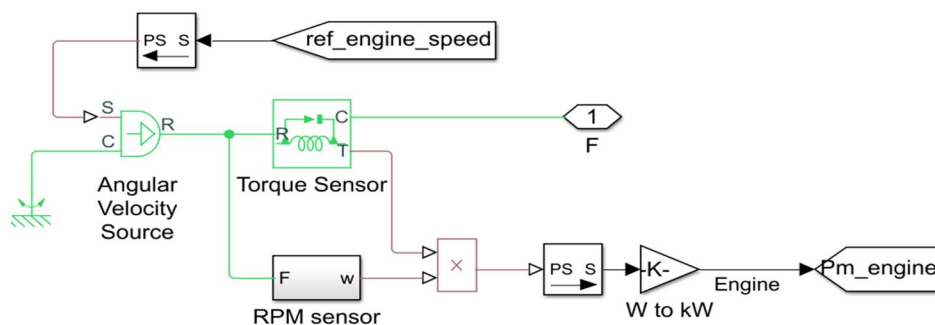 PS S
ref_engine_speed
S
C
R
R
C
T
1
F
Angular
Velocity
Source
Torque Sensor
F
w
RPM sensor
×
PS S
-K-
W to kW
Engine
Pm_engine